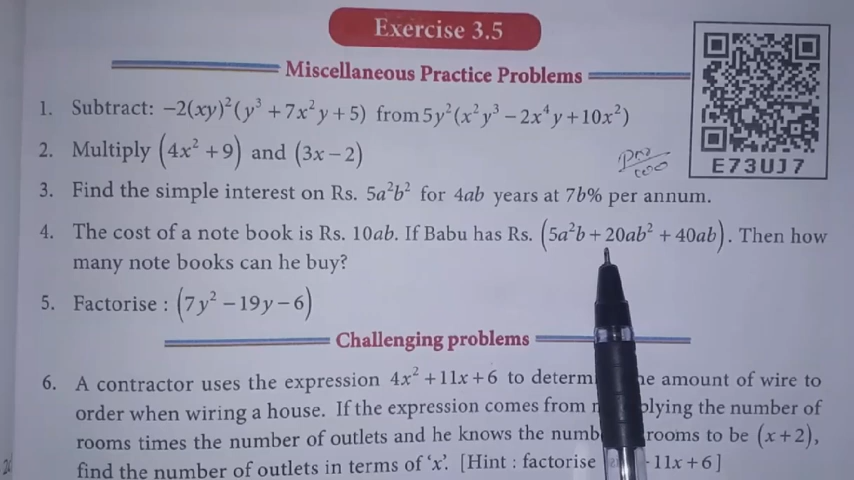 Exercise 3.5
Miscellaneous Practice Problems
1. Subtract: −2(xy)²(y³ + 7x²y + 5) from 5y²(x²y³ − 2x⁴y + 10x²)
2. Multiply (4x² + 9) and (3x − 2)
3. Find the simple interest on Rs. 5a²b² for 4ab years at 7b% per annum.
4. The cost of a note book is Rs. 10ab. If Babu has Rs. (5a²b + 20ab² + 40ab). Then how
many note books can he buy?
5. Factorise : (7y² − 19y − 6)
Challenging problems
6. A contractor uses the expression 4x² + 11x + 6 to determ he amount of wire to
order when wiring a house. If the expression comes from plying the number of
rooms times the number of outlets and he knows the numb rooms to be (x + 2),
find the number of outlets in terms of ‘x’. [Hint : factorise 11x + 6]
E73UJ7